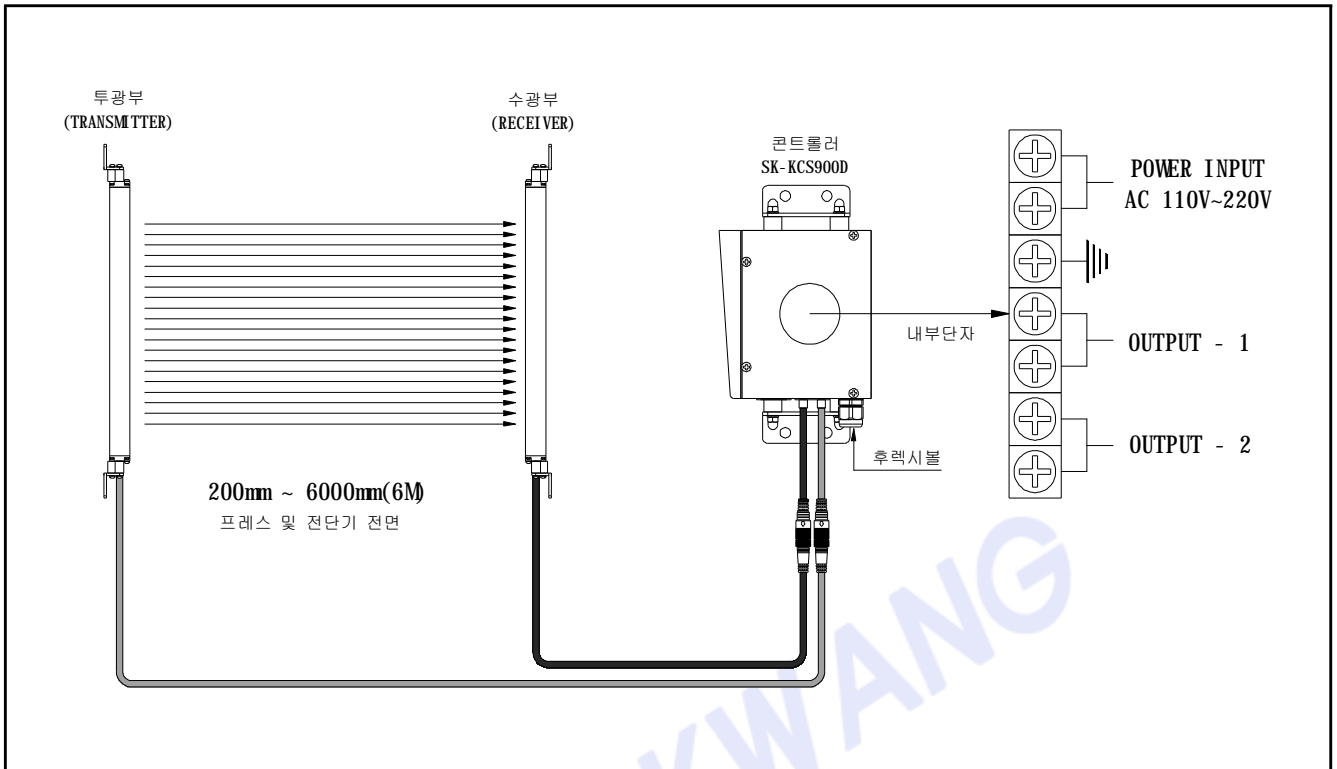 투광부
(TRANSMITTER)
수광부
(RECEIVER)
콘트롤러
SK-KCS900D
POWER INPUT
AC 110V~220V
내부단자
OUTPUT - 1
후렉시볼
OUTPUT - 2
200mm ~ 6000mm(6M)
프레스 및 전단기 전면
KWANG